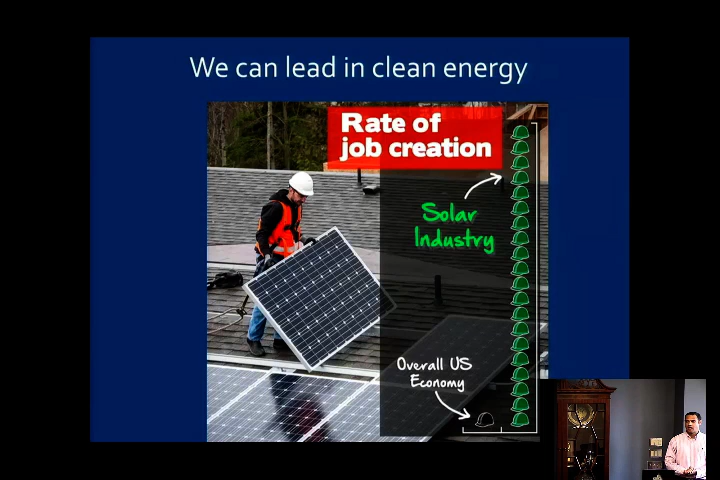 We can lead in clean energy
Rate of
job creation
Solar
Industry
Overall US
Economy